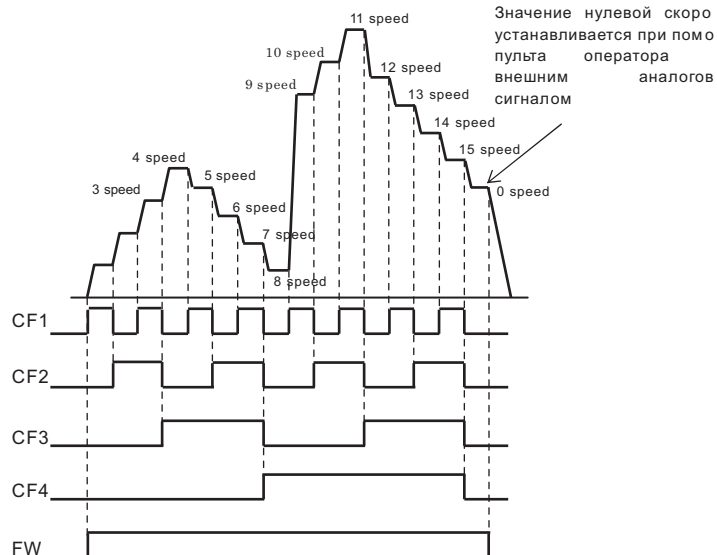 Значение нулевой скоро
устанавливается при помо
пульта оператора
внешним аналогов
сигналом
11 speed
10 speed
9 speed
12 speed
13 speed
14 speed
15 speed
0 speed
4 speed
3 speed
5 speed
6 speed
7 speed
8 speed
CF1
CF2
CF3
CF4
FW